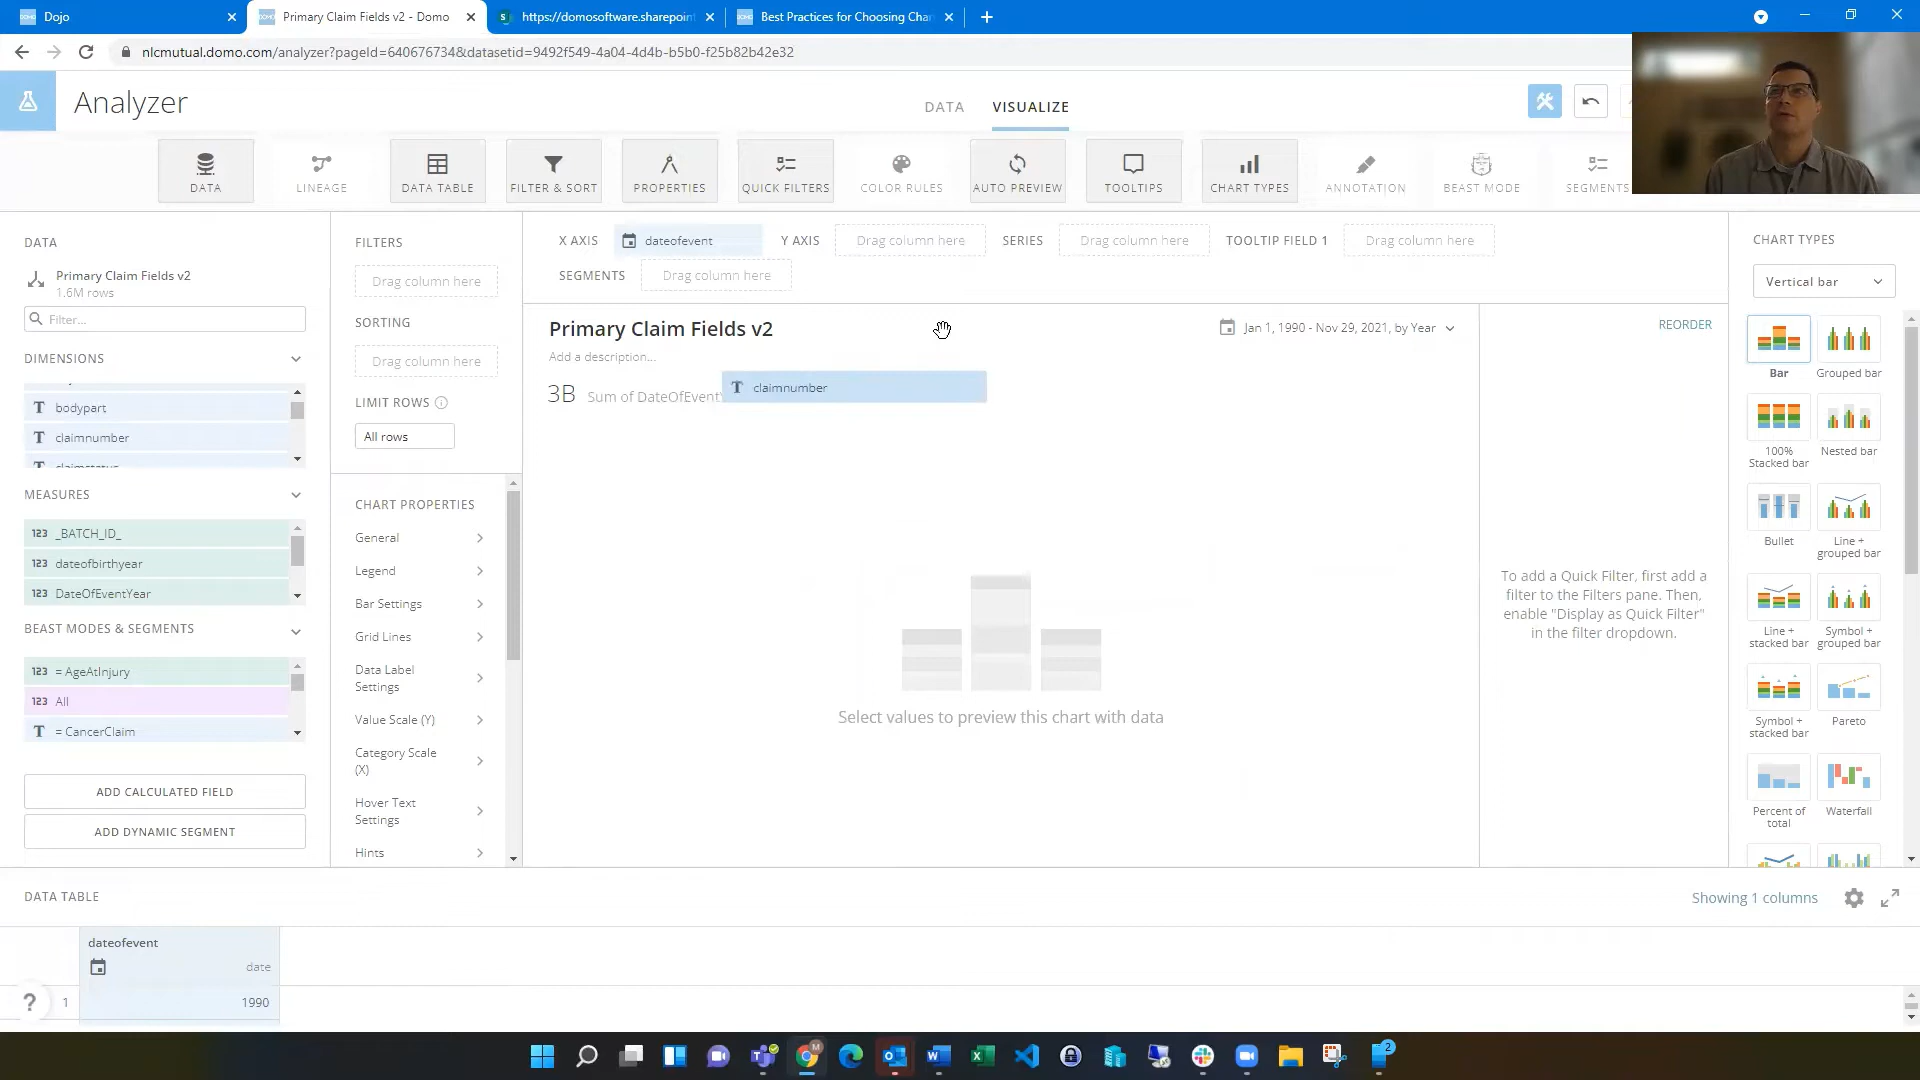 Dojo
Primary Claim Fields v2 - Domo
https://domosoftware.sharepoint
Best Practices for Choosing Char
nlcmutual.domo.com/analyzer?pageId=640676734&datasetid=9492f549-4a04-4d4b-b5b0-f25b82b42e32
Analyzer
DATA
VISUALIZE
DATA
LINEAGE
DATA TABLE
FILTER & SORT
PROPERTIES
QUICK FILTERS
COLOR RULES
AUTO PREVIEW
TOOLTIPS
CHART TYPES
ANNOTATION
BEAST MODE
SEGMENTS
DATA
Primary Claim Fields v2
1.6M rows
Filter...
DIMENSIONS
bodypart
claimnumber
MEASURES
123 _BATCH_ID_
123 dateofbirthyear
123 DateOfEventYear
BEAST MODES & SEGMENTS
123 = AgeAtInjury
123 All
T = CancerClaim
ADD CALCULATED FIELD
ADD DYNAMIC SEGMENT
FILTERS
Drag column here
SORTING
Drag column here
LIMIT ROWS
All rows
CHART PROPERTIES
General
Legend
Bar Settings
Grid Lines
Data Label
Settings
Value Scale (Y)
Category Scale
(X)
Hover Text
Settings
Hints
X AXIS dateofevent Y AXIS Drag column here SERIES Drag column here TOOLTIP FIELD 1 Drag column here
SEGMENTS Drag column here
Primary Claim Fields v2
Jan 1, 1990 - Nov 29, 2021, by Year
Add a description...
3B Sum of DateOfEventY
T claimnumber
Select values to preview this chart with data
REORDER
To add a Quick Filter, first add a
filter to the Filters pane. Then,
enable "Display as Quick Filter"
in the filter dropdown.
CHART TYPES
Vertical bar
Bar
Grouped bar
100%
Stacked bar
Nested bar
Bullet
Line +
grouped bar
Line +
stacked bar
Symbol +
grouped bar
Symbol +
stacked bar
Pareto
Percent of
total
Waterfall
DATA TABLE
Showing 1 columns
dateofevent
date
1 1990
?
2